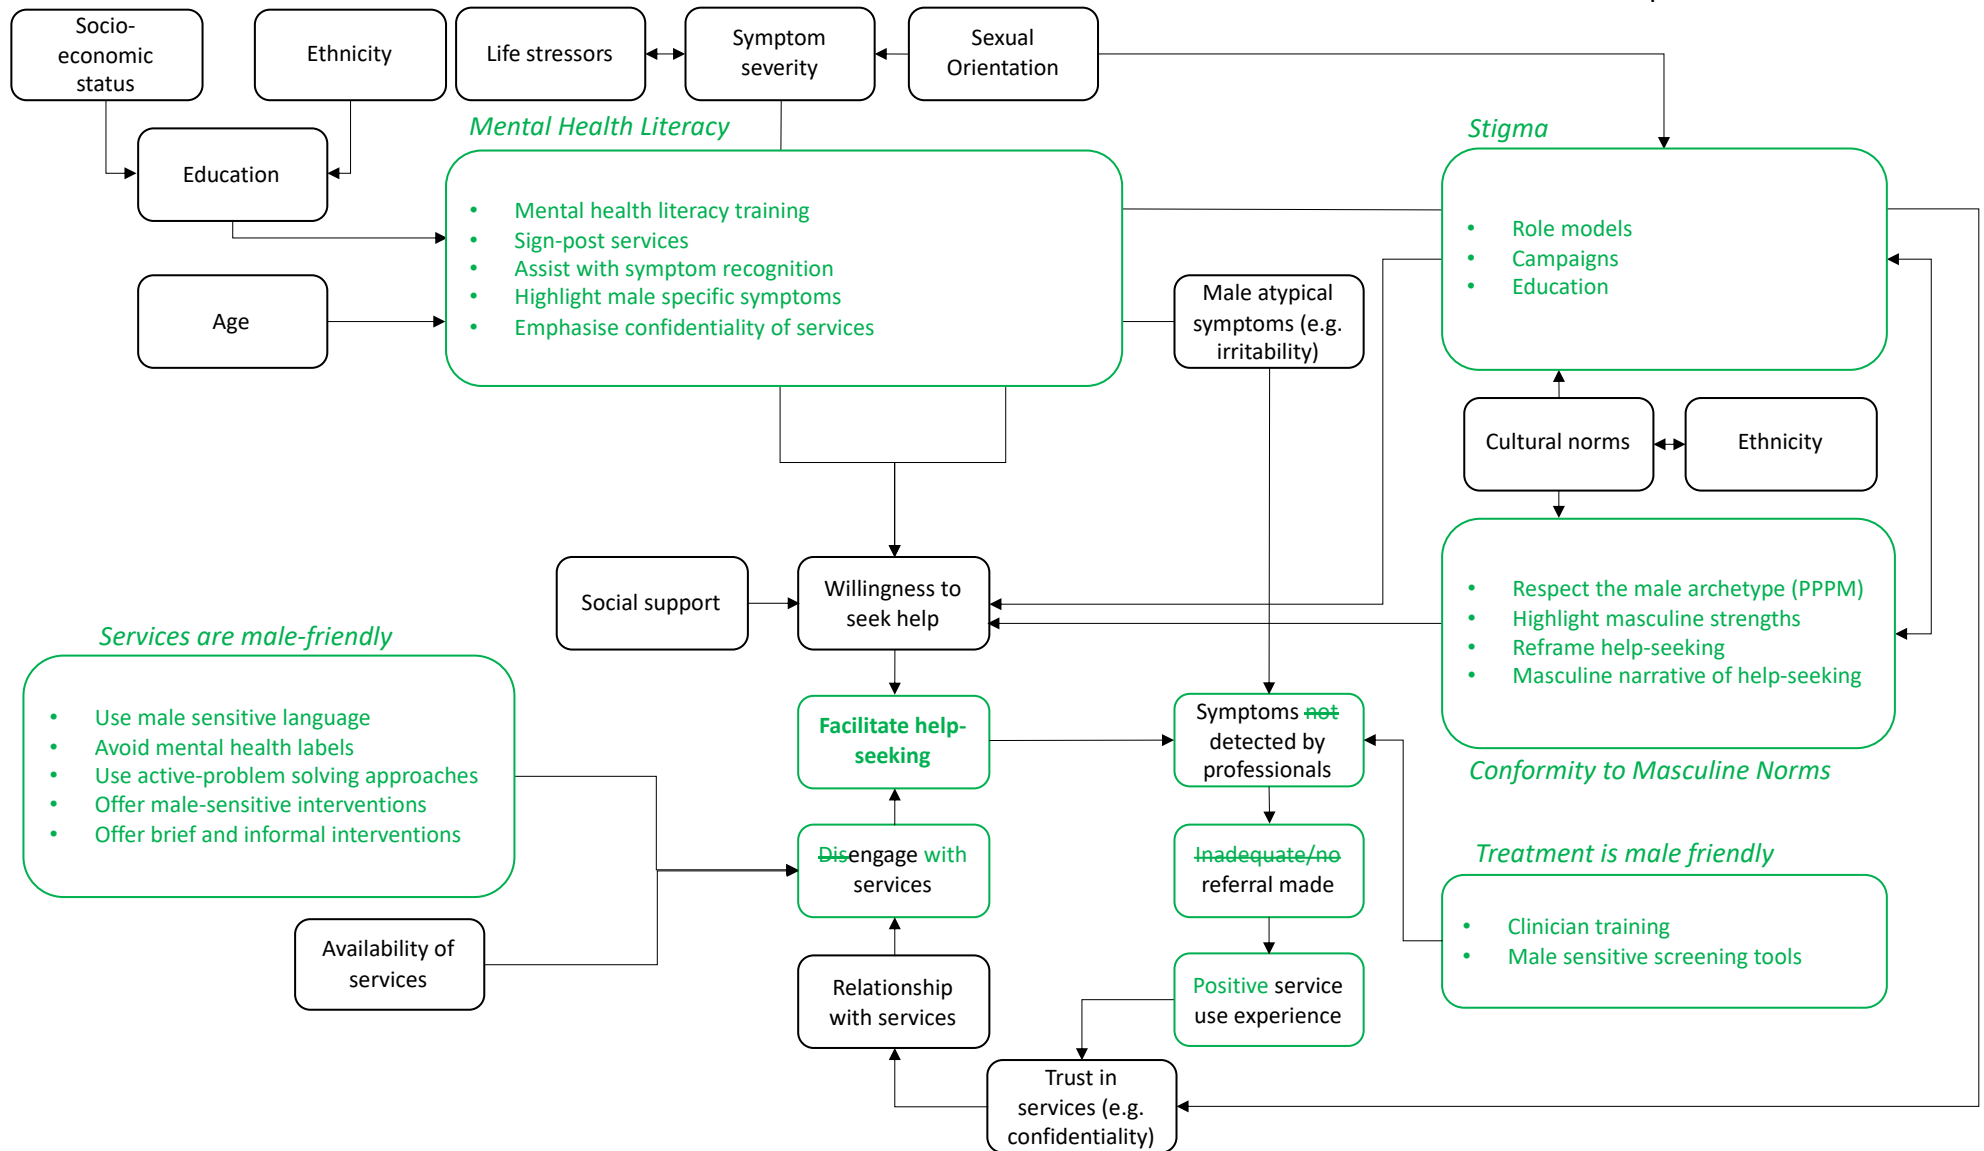 Socio-
economic
status
Ethnicity
Life stressors
Symptom
severity
Sexual
Orientation
Mental Health Literacy
Stigma
Education
• Mental health literacy training
• Sign-post services
• Assist with symptom recognition
• Highlight male specific symptoms
• Emphasise confidentiality of services
• Role models
• Campaigns
• Education
Age
Male atypical
symptoms (e.g.
irritability)
Cultural norms
Ethnicity
Social support
Willingness to
seek help
• Respect the male archetype (PPPM)
• Highlight masculine strengths
• Reframe help-seeking
• Masculine narrative of help-seeking
Conformity to Masculine Norms
Services are male-friendly
• Use male sensitive language
• Avoid mental health labels
• Use active-problem solving approaches
• Offer male-sensitive interventions
• Offer brief and informal interventions
Facilitate help-
seeking
Symptoms not
detected by
professionals
Disengage with
services
Inadequate/no
referral made
Treatment is male friendly
• Clinician training
• Male sensitive screening tools
Availability of
services
Relationship
with services
Positive service
use experience
Trust in
services (e.g.
confidentiality)